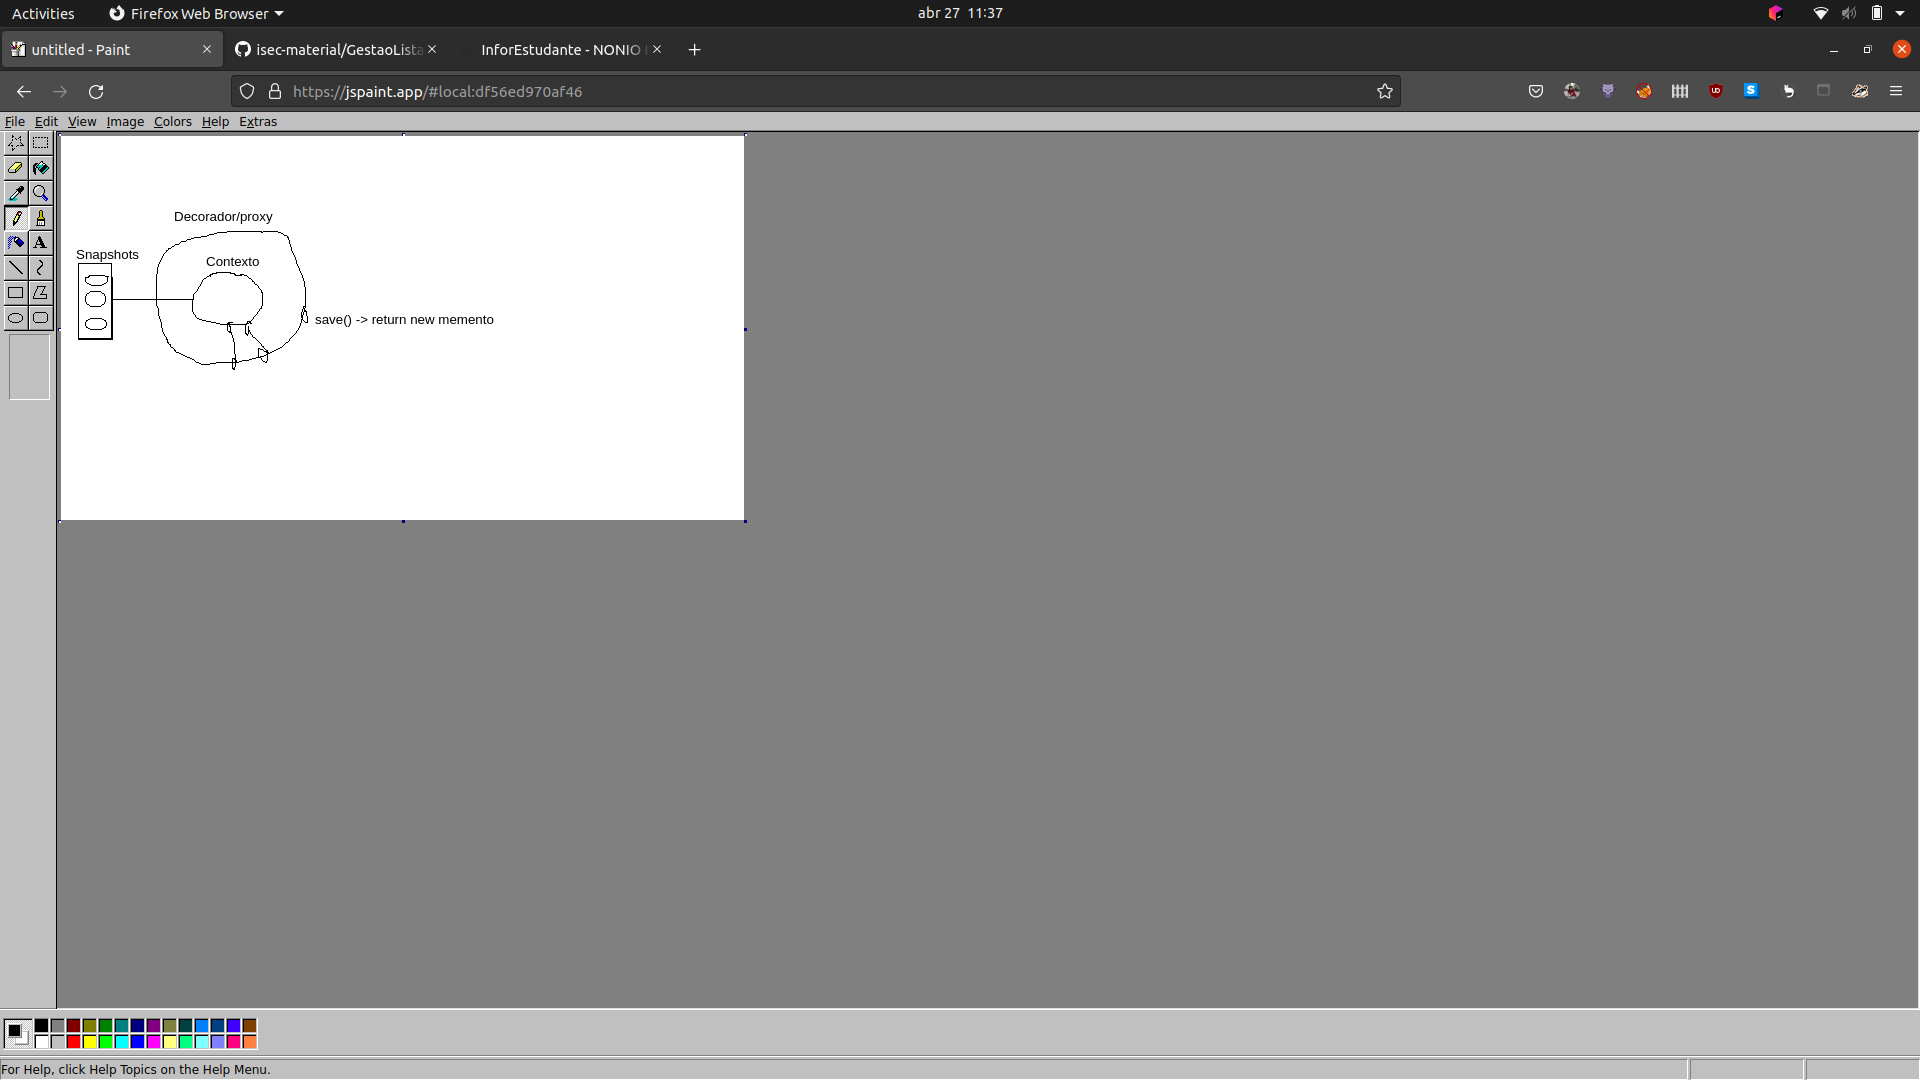 Activities
Firefox Web Browser
abr 27 11:37
untitled - Paint
isec-material/GestaoLista
InforEstudante - NONIO
https://jspaint.app/#local:df56ed970af46
File Edit View Image Colors Help Extras
A
Decorador/proxy
Snapshots
Contexto
save() -> return new memento
For Help, click Help Topics on the Help Menu.